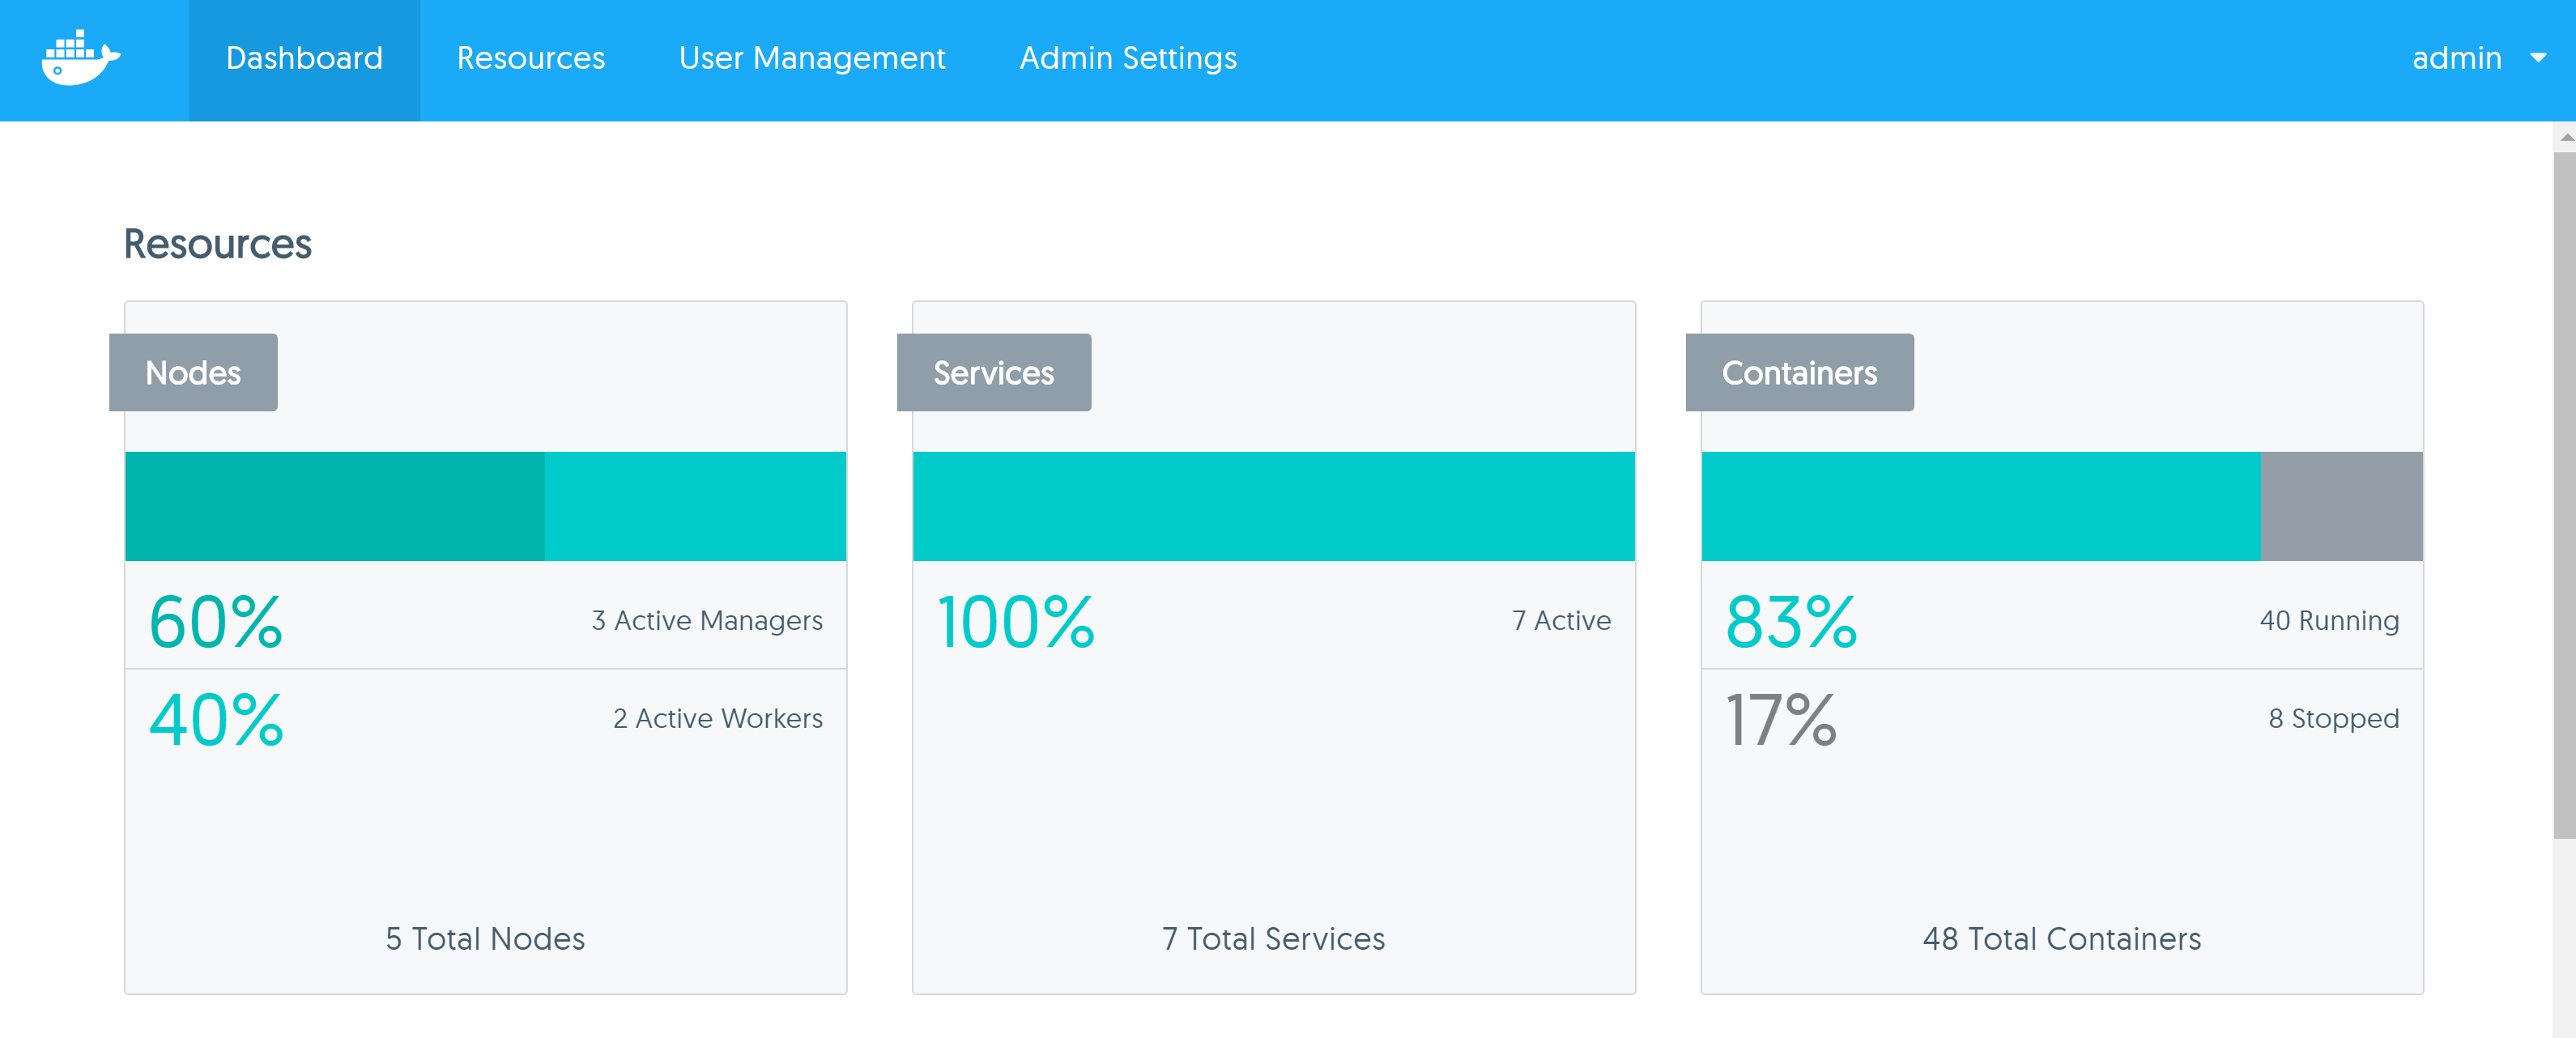 Dashboard Resources User Management Admin Settings admin
Resources
Nodes
60% 3 Active Managers
40% 2 Active Workers
5 Total Nodes
Services
100% 7 Active
7 Total Services
Containers
83% 40 Running
17% 8 Stopped
48 Total Containers